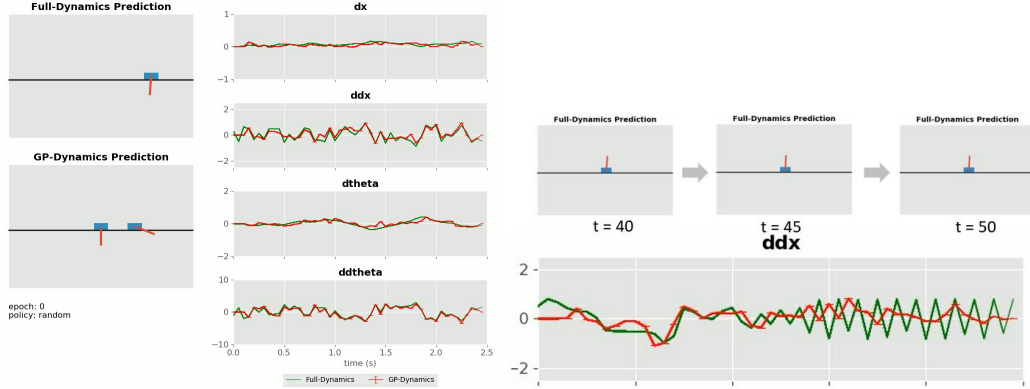 Full-Dynamics Prediction
GP-Dynamics Prediction
epoch: 0
policy: random
dx
1
0
−1
ddx
2
0
−2
dtheta
2
0
−2
ddtheta
10
0
−10
0.0 0.5 1.0 1.5 2.0 2.5
time (s)
Full-Dynamics GP-Dynamics
Full-Dynamics Prediction Full-Dynamics Prediction Full-Dynamics Prediction
t = 40 t = 45 t = 50
ddx
2
0
−2